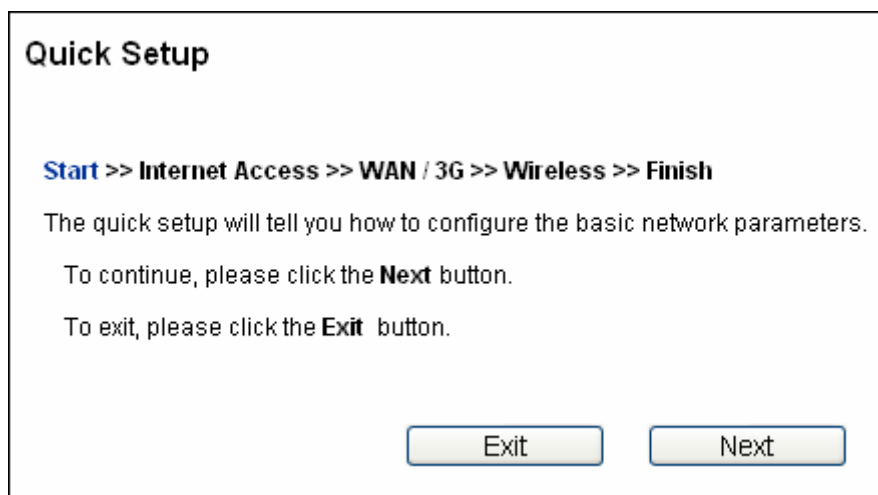 Quick Setup
Start >> Internet Access >> WAN / 3G >> Wireless >> Finish
The quick setup will tell you how to configure the basic network parameters.
To continue, please click the Next button.
To exit, please click the Exit button.
Exit Next